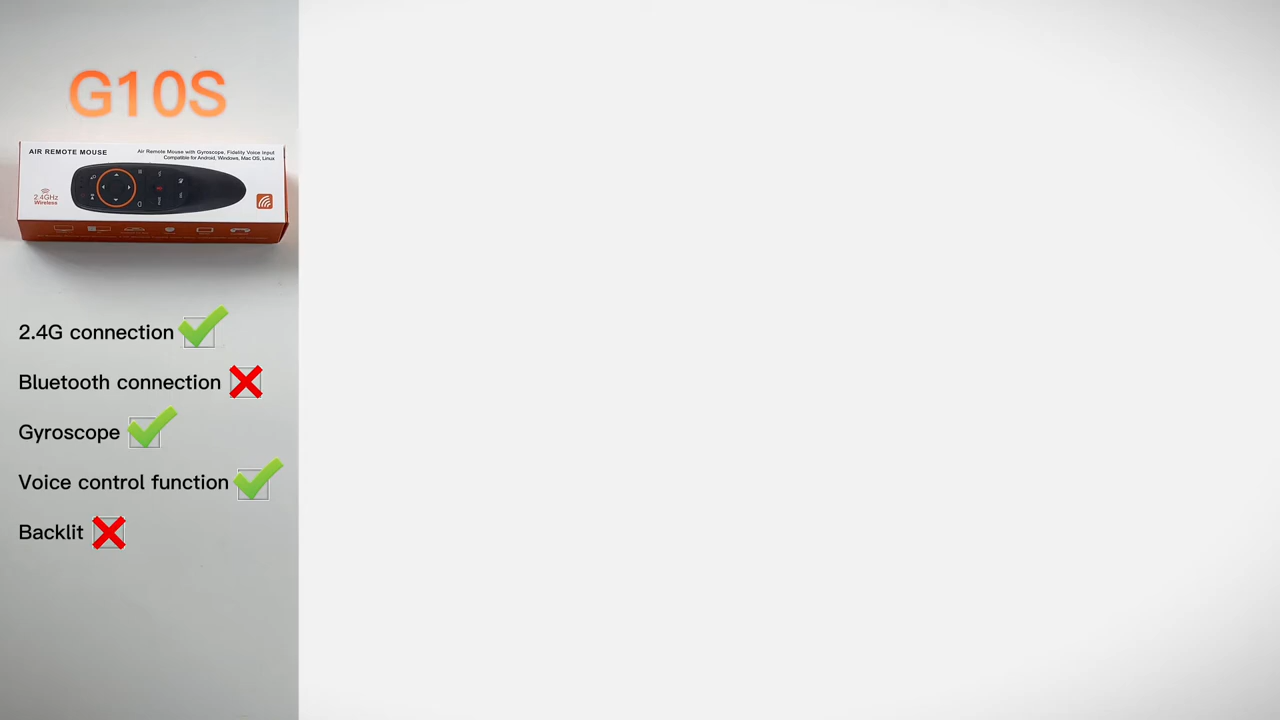 G10S
AIR REMOTE MOUSE
Air Remote Mouse with Gyroscope, Fidelity Voice Input
Compatible for Android, Windows, Mac OS, Linux
2.4GHz
Wireless
2.4G connection
Bluetooth connection
Gyroscope
Voice control function
Backlit